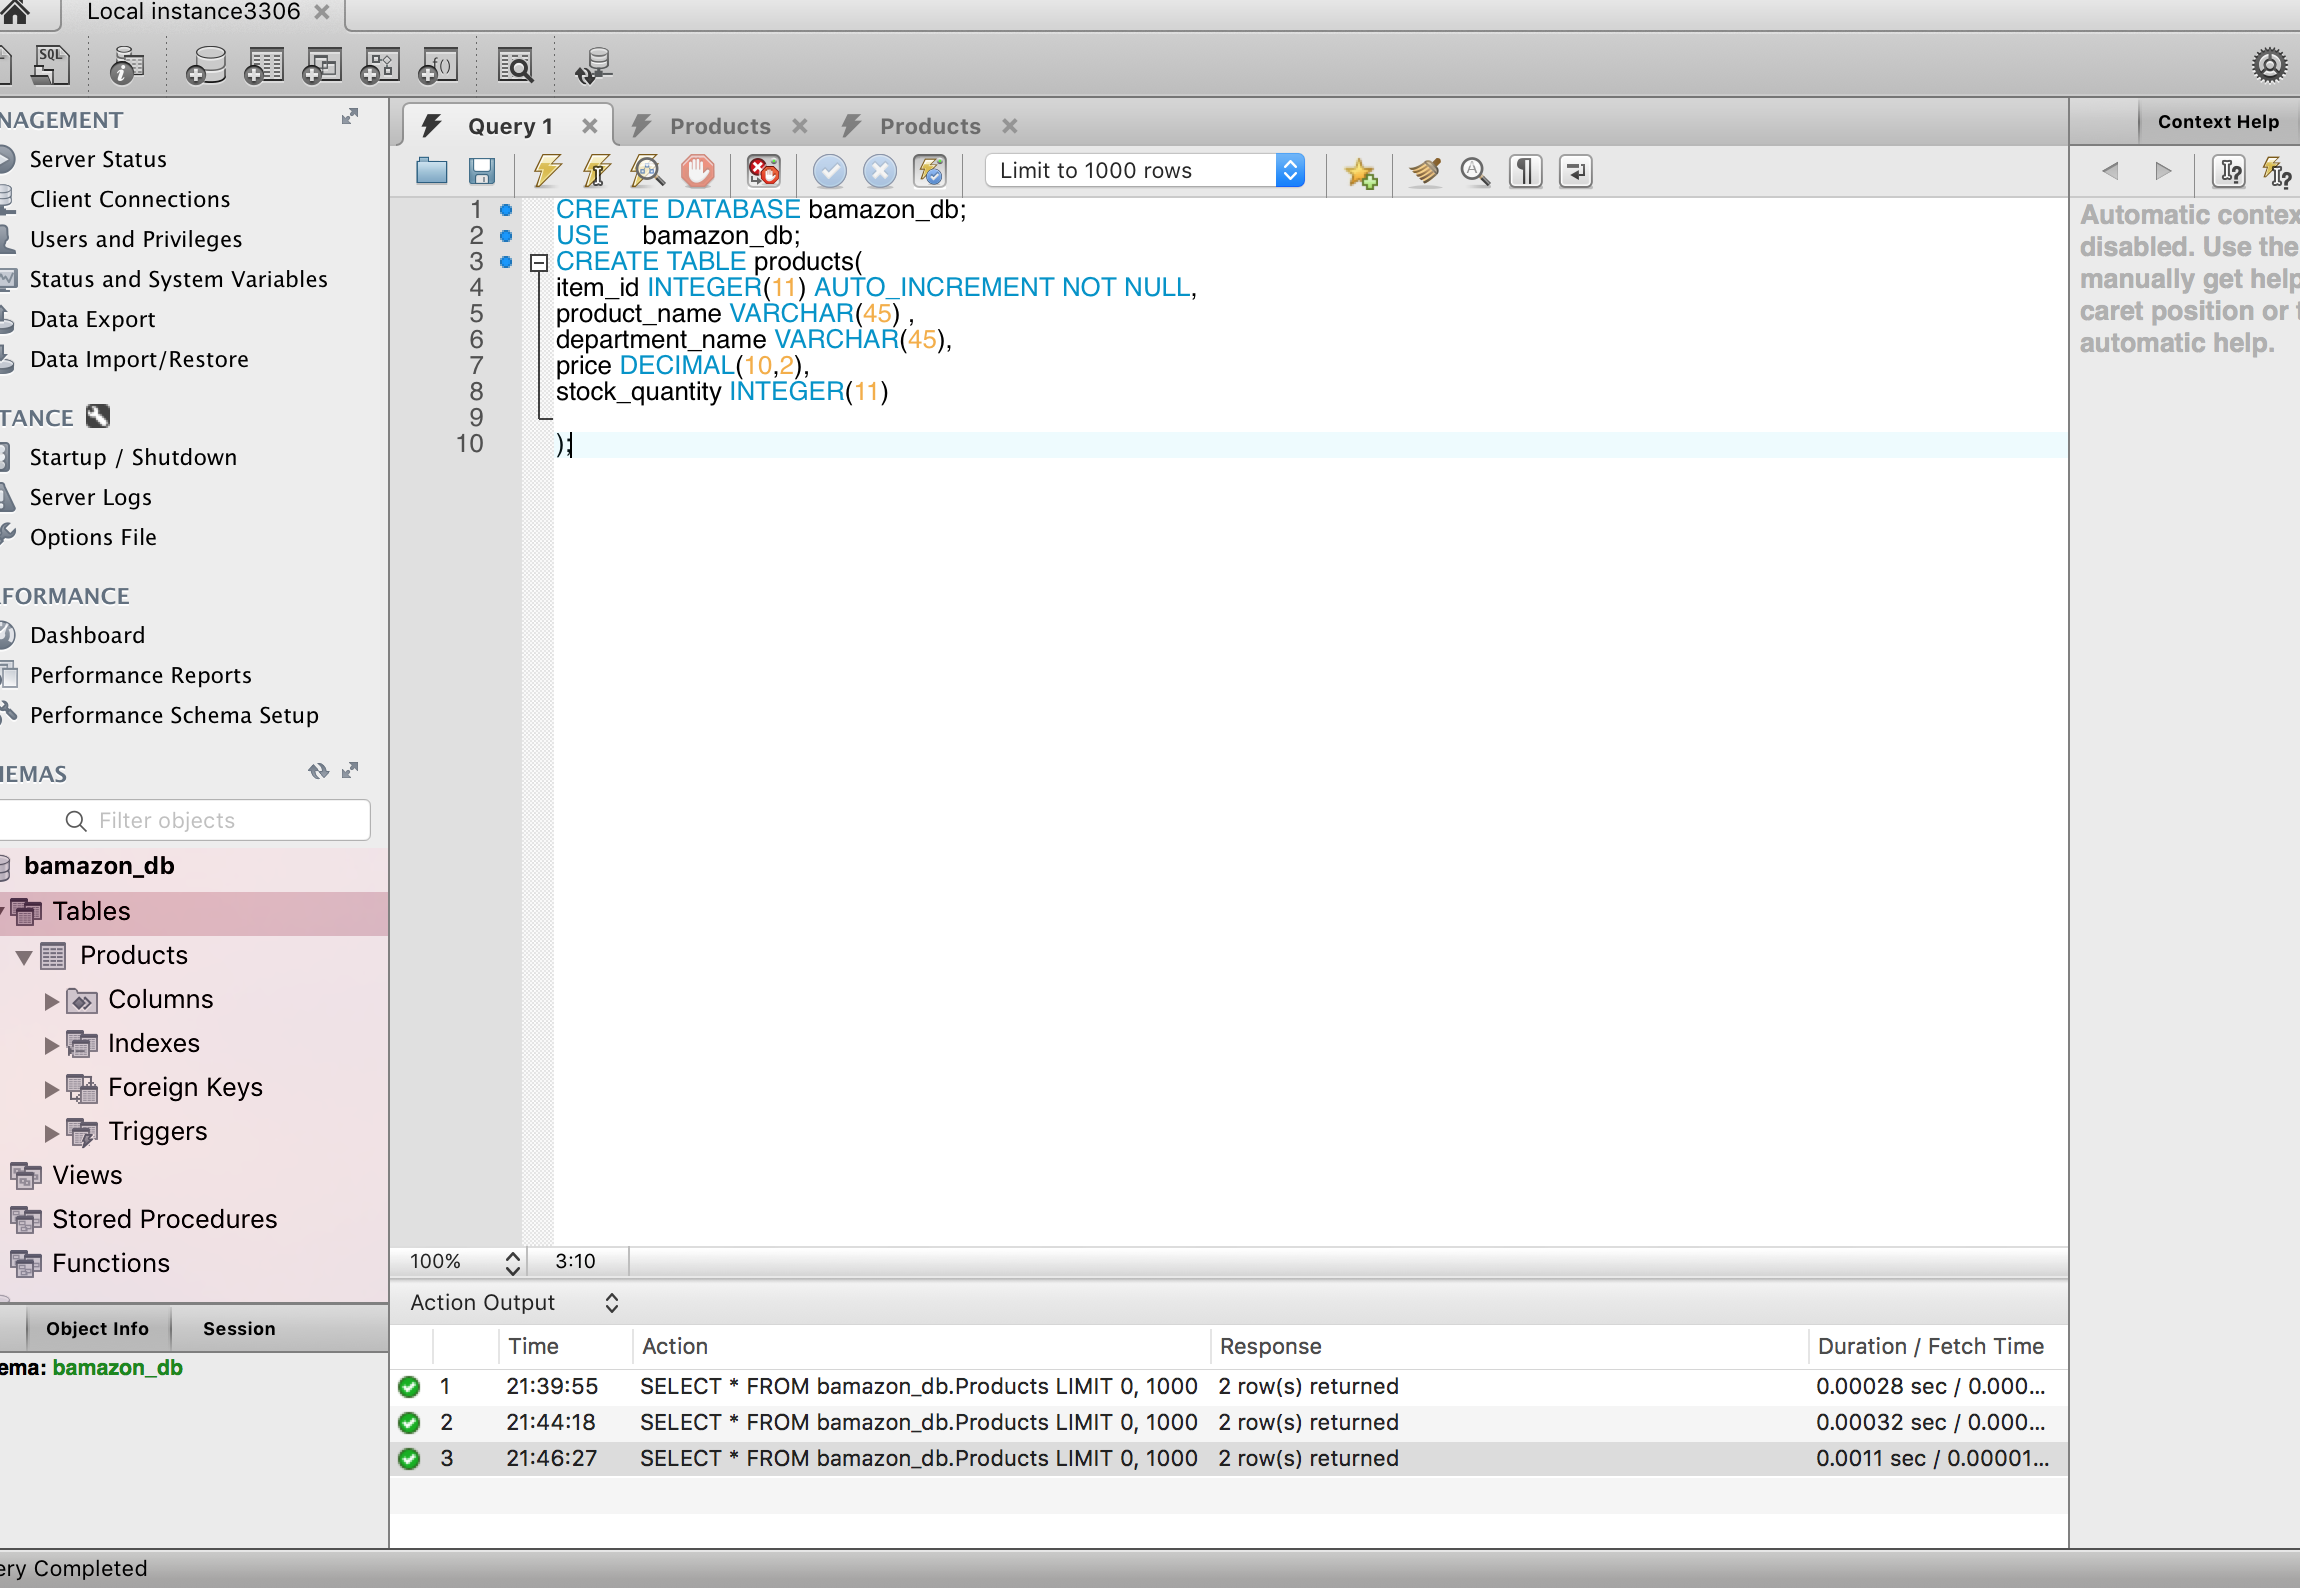 Local instance3306
SQL
NAGEMENT
Server Status
Client Connections
Users and Privileges
Status and System Variables
Data Export
Data Import/Restore
TANCE
Startup / Shutdown
Server Logs
Options File
FORMANCE
Dashboard
Performance Reports
Performance Schema Setup
EMAS
Filter objects
bamazon_db
Tables
Products
Columns
Indexes
Foreign Keys
Triggers
Views
Stored Procedures
Functions
Object Info Session
ema: bamazon_db
Query 1 Products Products
Limit to 1000 rows
1 CREATE DATABASE bamazon_db;
2 USE bamazon_db;
3 CREATE TABLE products(
4 item_id INTEGER(11) AUTO_INCREMENT NOT NULL,
5 product_name VARCHAR(45) ,
6 department_name VARCHAR(45),
7 price DECIMAL(10,2),
8 stock_quantity INTEGER(11)
9
10 );
100% 3:10
Action Output
Time Action Response Duration / Fetch Time
1 21:39:55 SELECT * FROM bamazon_db.Products LIMIT 0, 1000 2 row(s) returned 0.00028 sec / 0.000...
2 21:44:18 SELECT * FROM bamazon_db.Products LIMIT 0, 1000 2 row(s) returned 0.00032 sec / 0.000...
3 21:46:27 SELECT * FROM bamazon_db.Products LIMIT 0, 1000 2 row(s) returned 0.0011 sec / 0.00001...
Context Help
Automatic contex
disabled. Use the
manually get help
caret position or t
automatic help.
ery Completed